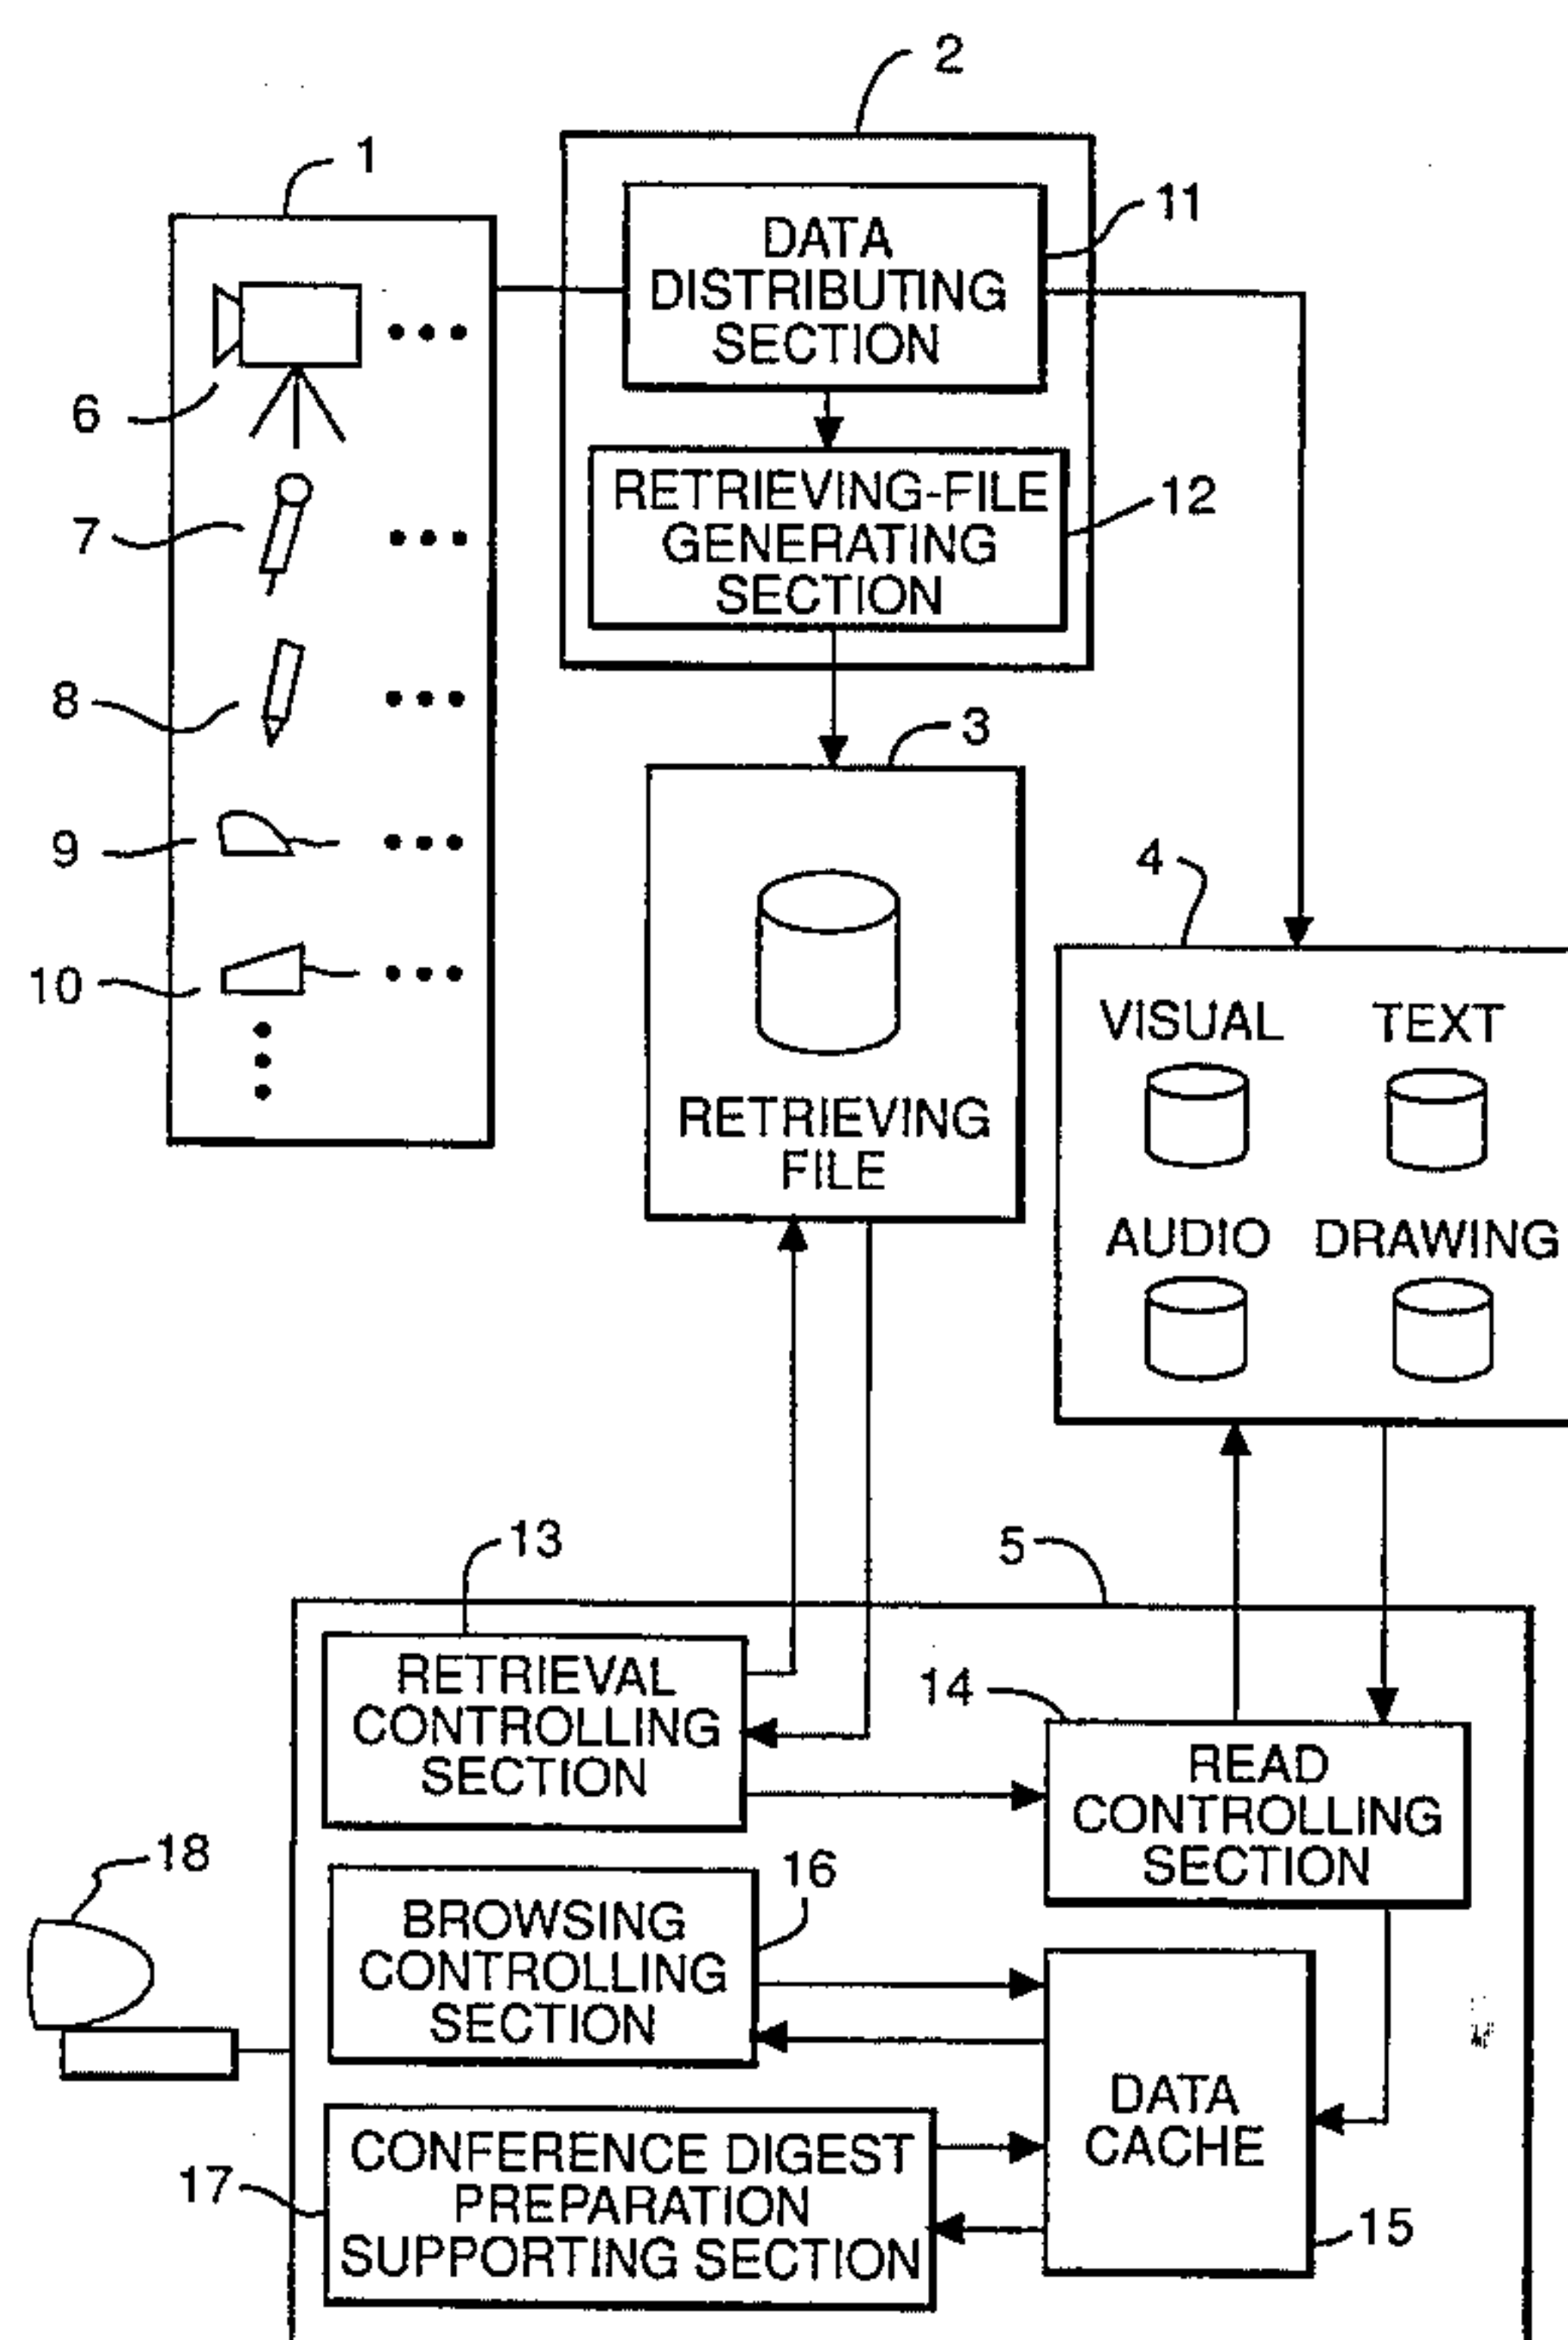 2
1
11
DATA
DISTRIBUTING
SECTION
6
RETRIEVING-FILE
GENERATING
SECTION
12
7
8
3
9
4
10
VISUAL
TEXT
RETRIEVING
FILE
AUDIO
DRAWING
13
5
RETRIEVAL
CONTROLLING
SECTION
14
READ
CONTROLLING
SECTION
18
16
BROWSING
CONTROLLING
SECTION
DATA
CACHE
17
CONFERENCE DIGEST
PREPARATION
SUPPORTING SECTION
15